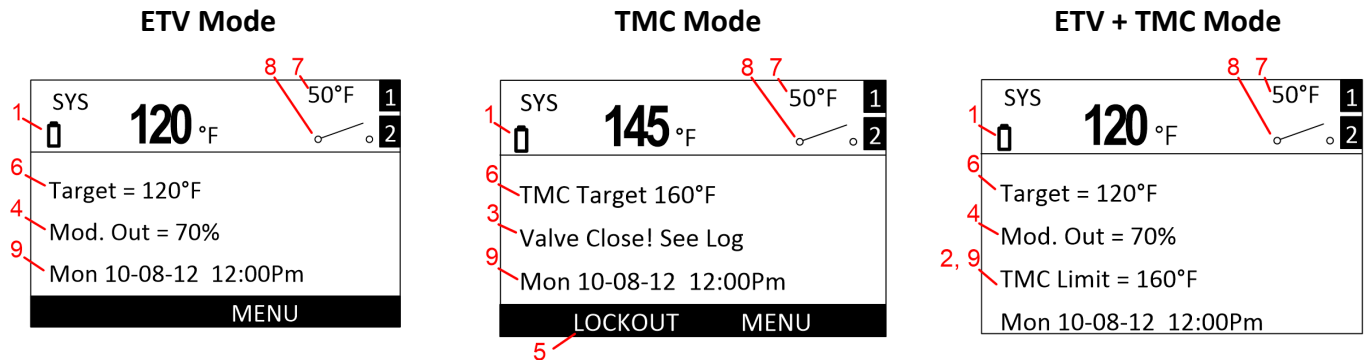 ETV Mode
8 7
SYS
50°F
1
1
120 °F
2
6
Target = 120°F
4
Mod. Out = 70%
9
Mon 10-08-12 12:00Pm
MENU
TMC Mode
8 7
SYS
50°F
1
1
145 °F
2
6
TMC Target 160°F
3
Valve Close! See Log
9
Mon 10-08-12 12:00Pm
LOCKOUT MENU
5
ETV + TMC Mode
8 7
SYS
50°F
1
1
120 °F
2
6
Target = 120°F
4
Mod. Out = 70%
2, 9
TMC Limit = 160°F
Mon 10-08-12 12:00Pm